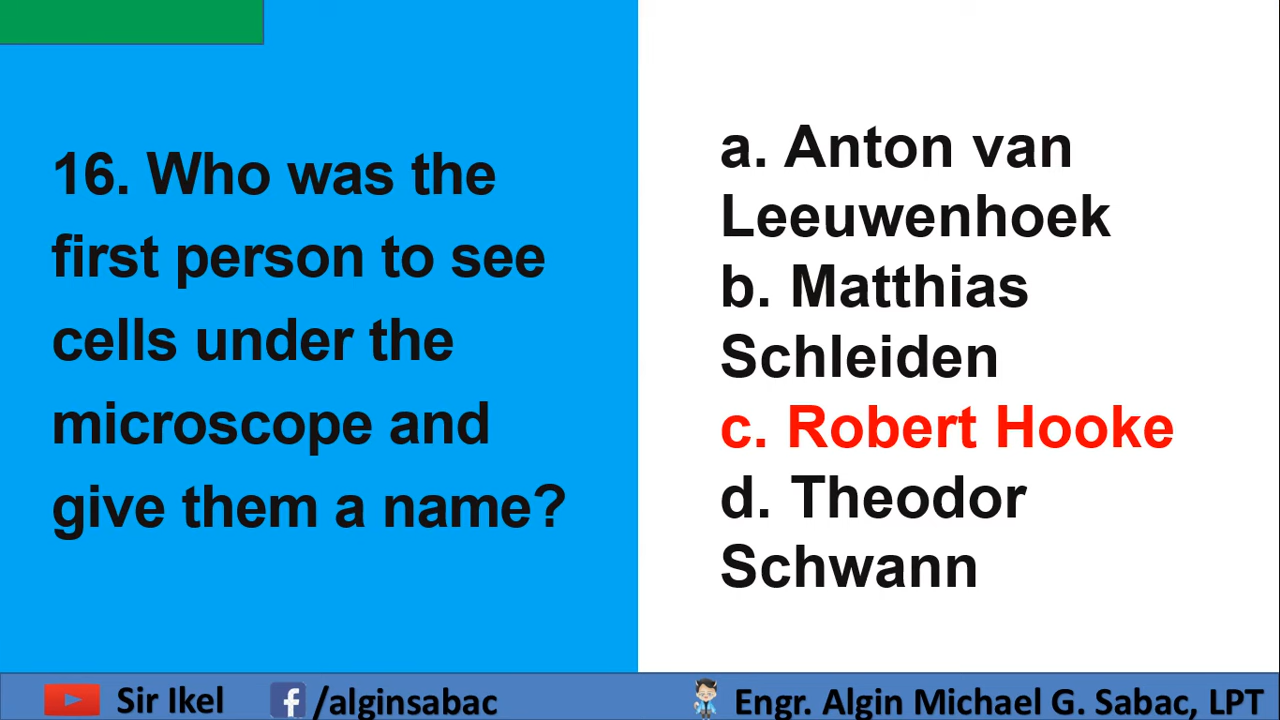 16. Who was the
first person to see
cells under the
microscope and
give them a name?
a. Anton van
Leeuwenhoek
b. Matthias
Schleiden
c. Robert Hooke
d. Theodor
Schwann
Sir Ikel
/alginsabac
Engr. Algin Michael G. Sabac, LPT